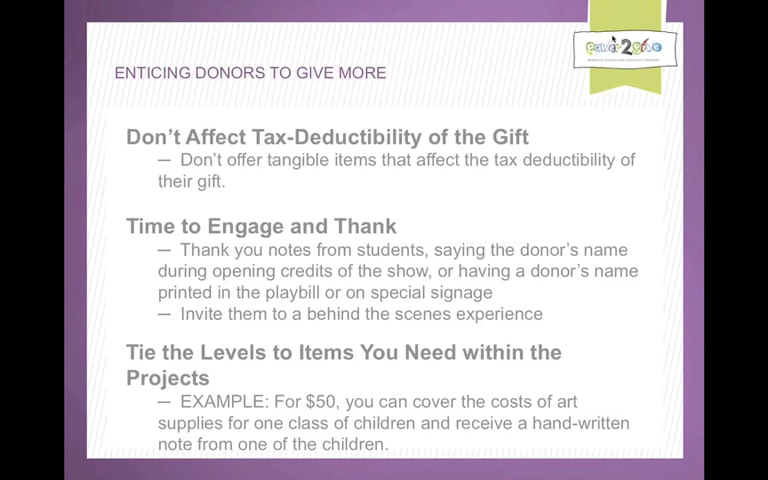 power2give
ENTICING DONORS TO GIVE MORE
Don't Affect Tax-Deductibility of the Gift
— Don't offer tangible items that affect the tax deductibility of
their gift.
Time to Engage and Thank
— Thank you notes from students, saying the donor's name
during opening credits of the show, or having a donor's name
printed in the playbill or on special signage
— Invite them to a behind the scenes experience
Tie the Levels to Items You Need within the
Projects
— EXAMPLE: For $50, you can cover the costs of art
supplies for one class of children and receive a hand-written
note from one of the children.